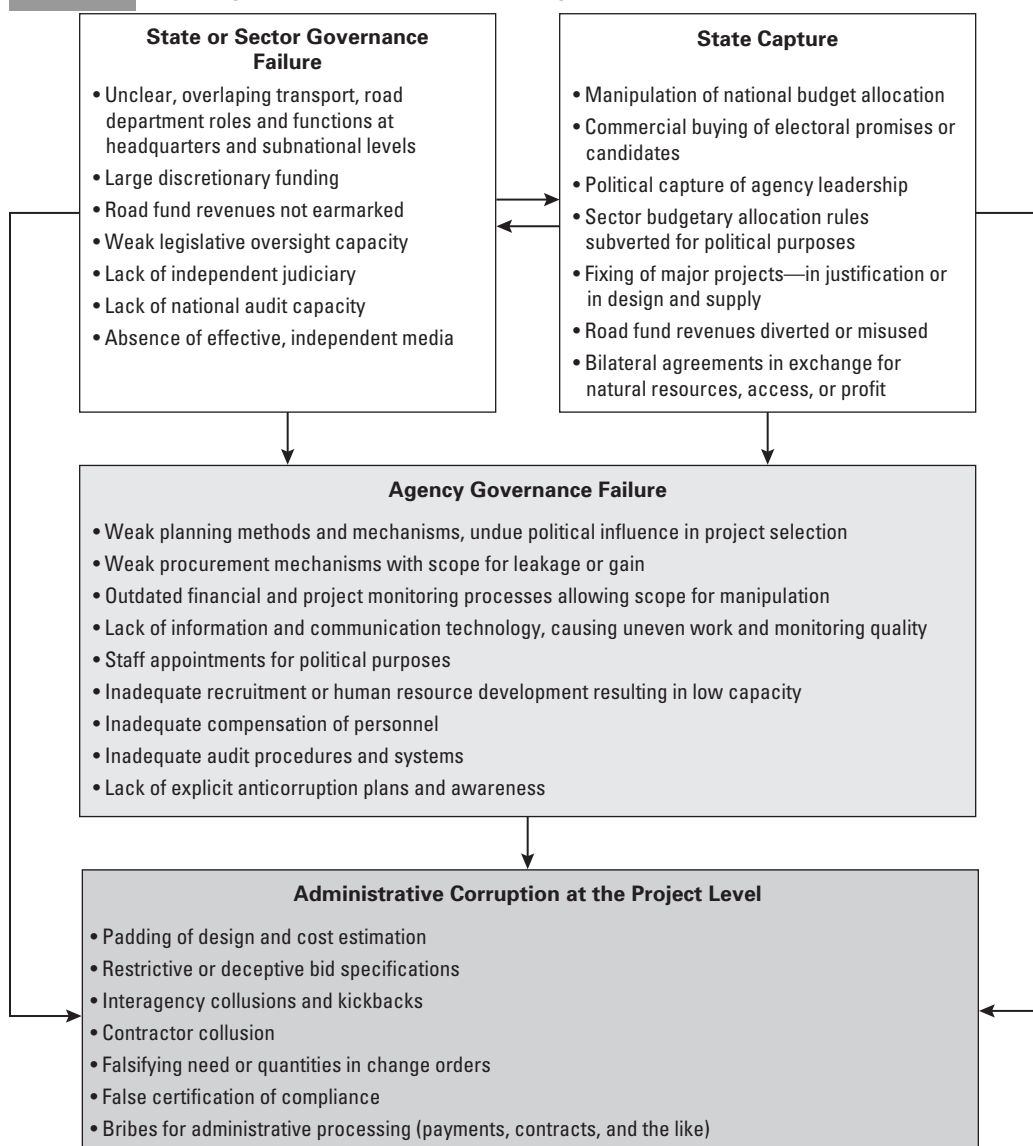 State or Sector Governance
Failure
• Unclear, overlaping transport, road
department roles and functions at
headquarters and subnational levels
• Large discretionary funding
• Road fund revenues not earmarked
• Weak legislative oversight capacity
• Lack of independent judiciary
• Lack of national audit capacity
• Absence of effective, independent media
State Capture
• Manipulation of national budget allocation
• Commercial buying of electoral promises or
candidates
• Political capture of agency leadership
• Sector budgetary allocation rules
subverted for political purposes
• Fixing of major projects—in justification or
in design and supply
• Road fund revenues diverted or misused
• Bilateral agreements in exchange for
natural resources, access, or profit
Agency Governance Failure
• Weak planning methods and mechanisms, undue political influence in project selection
• Weak procurement mechanisms with scope for leakage or gain
• Outdated financial and project monitoring processes allowing scope for manipulation
• Lack of information and communication technology, causing uneven work and monitoring quality
• Staff appointments for political purposes
• Inadequate recruitment or human resource development resulting in low capacity
• Inadequate compensation of personnel
• Inadequate audit procedures and systems
• Lack of explicit anticorruption plans and awareness
Administrative Corruption at the Project Level
• Padding of design and cost estimation
• Restrictive or deceptive bid specifications
• Interagency collusions and kickbacks
• Contractor collusion
• Falsifying need or quantities in change orders
• False certification of compliance
• Bribes for administrative processing (payments, contracts, and the like)